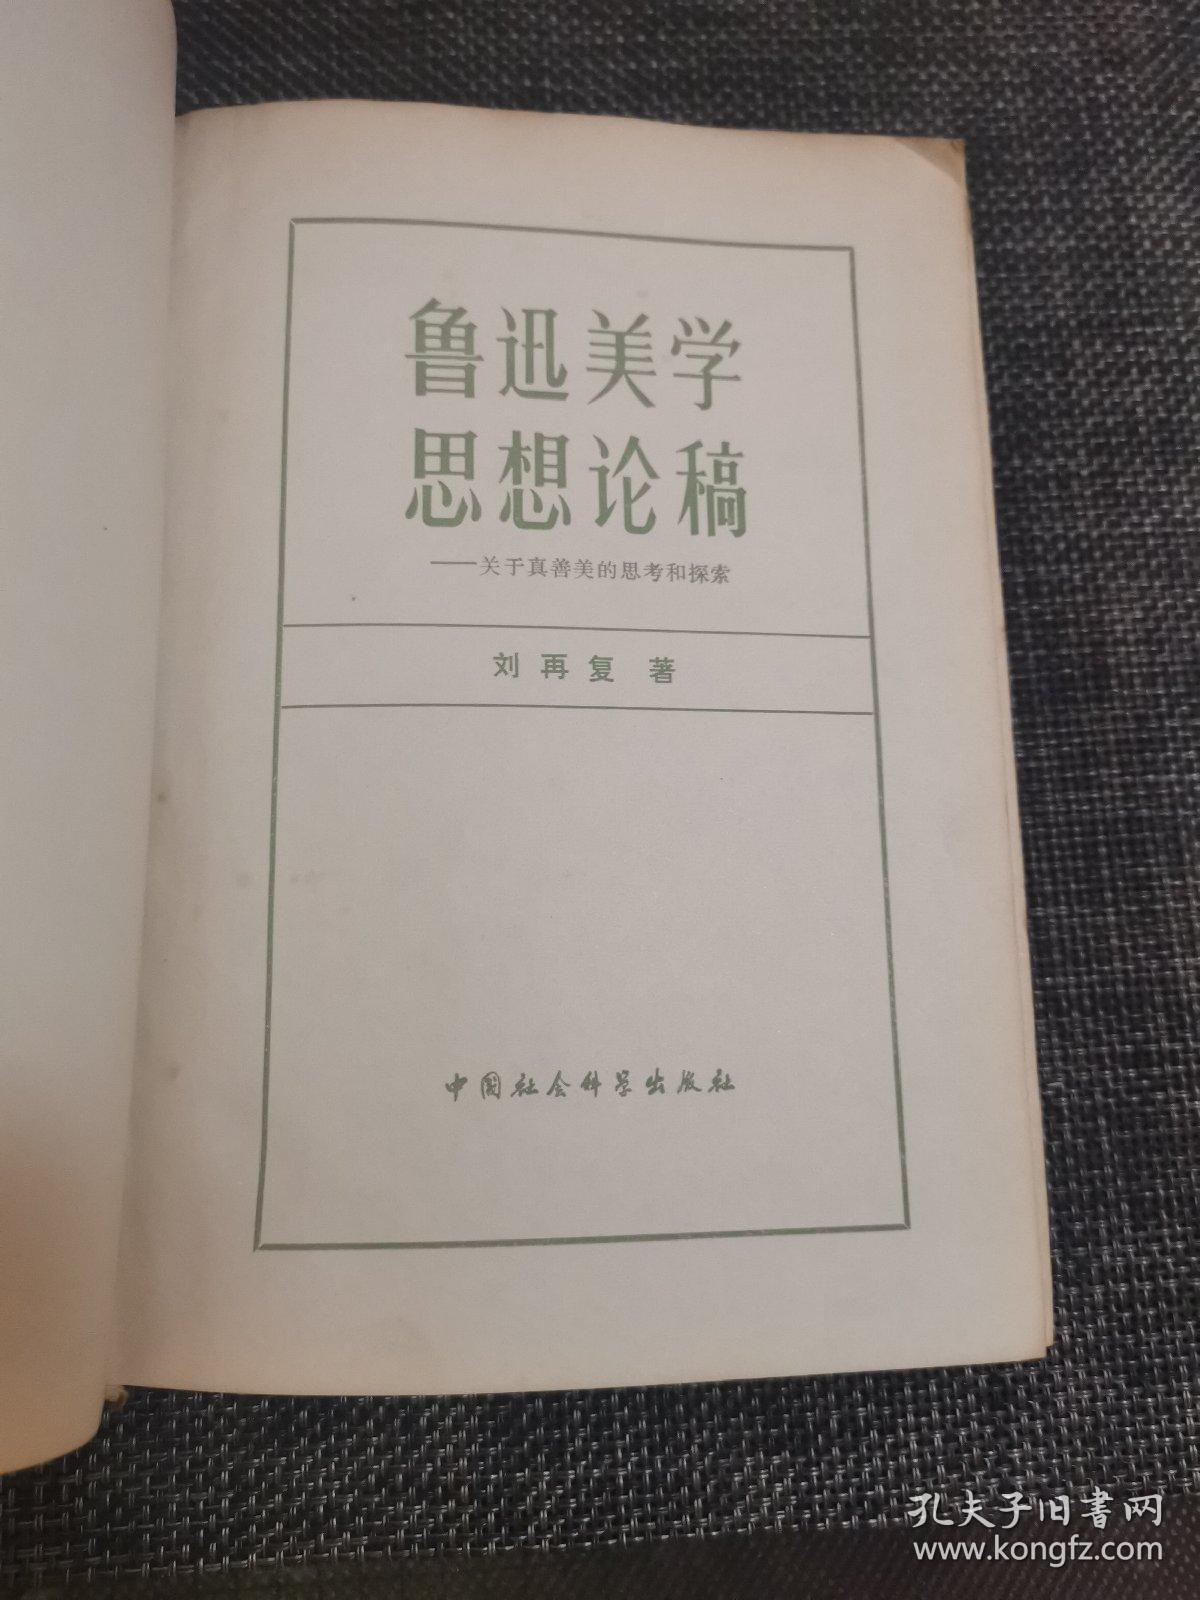 鲁迅美学
思想论稿
——关于真善美的思考和探索
刘再复 著
中国社会科学出版社
孔夫子旧書网
www.kongfz.com